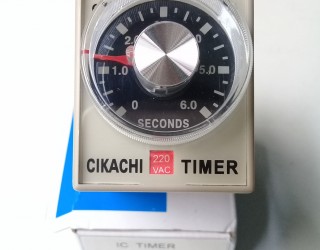 2.0
1.0 5.0
0 6.0
SECONDS
CIKACHI 220 VAC TIMER
IC TIMER